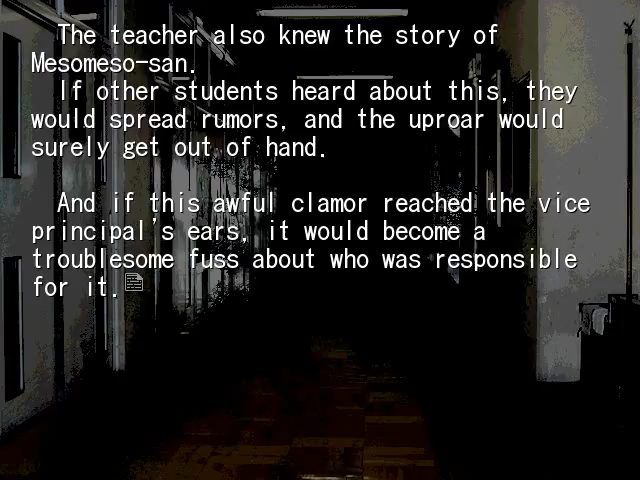 The teacher also knew the story of
Mesomeso-san.
If other students heard about this, they
would spread rumors, and the uproar would
surely get out of hand.
And if this awful clamor reached the vice
principal's ears, it would become a
troublesome fuss about who was responsible
for it.